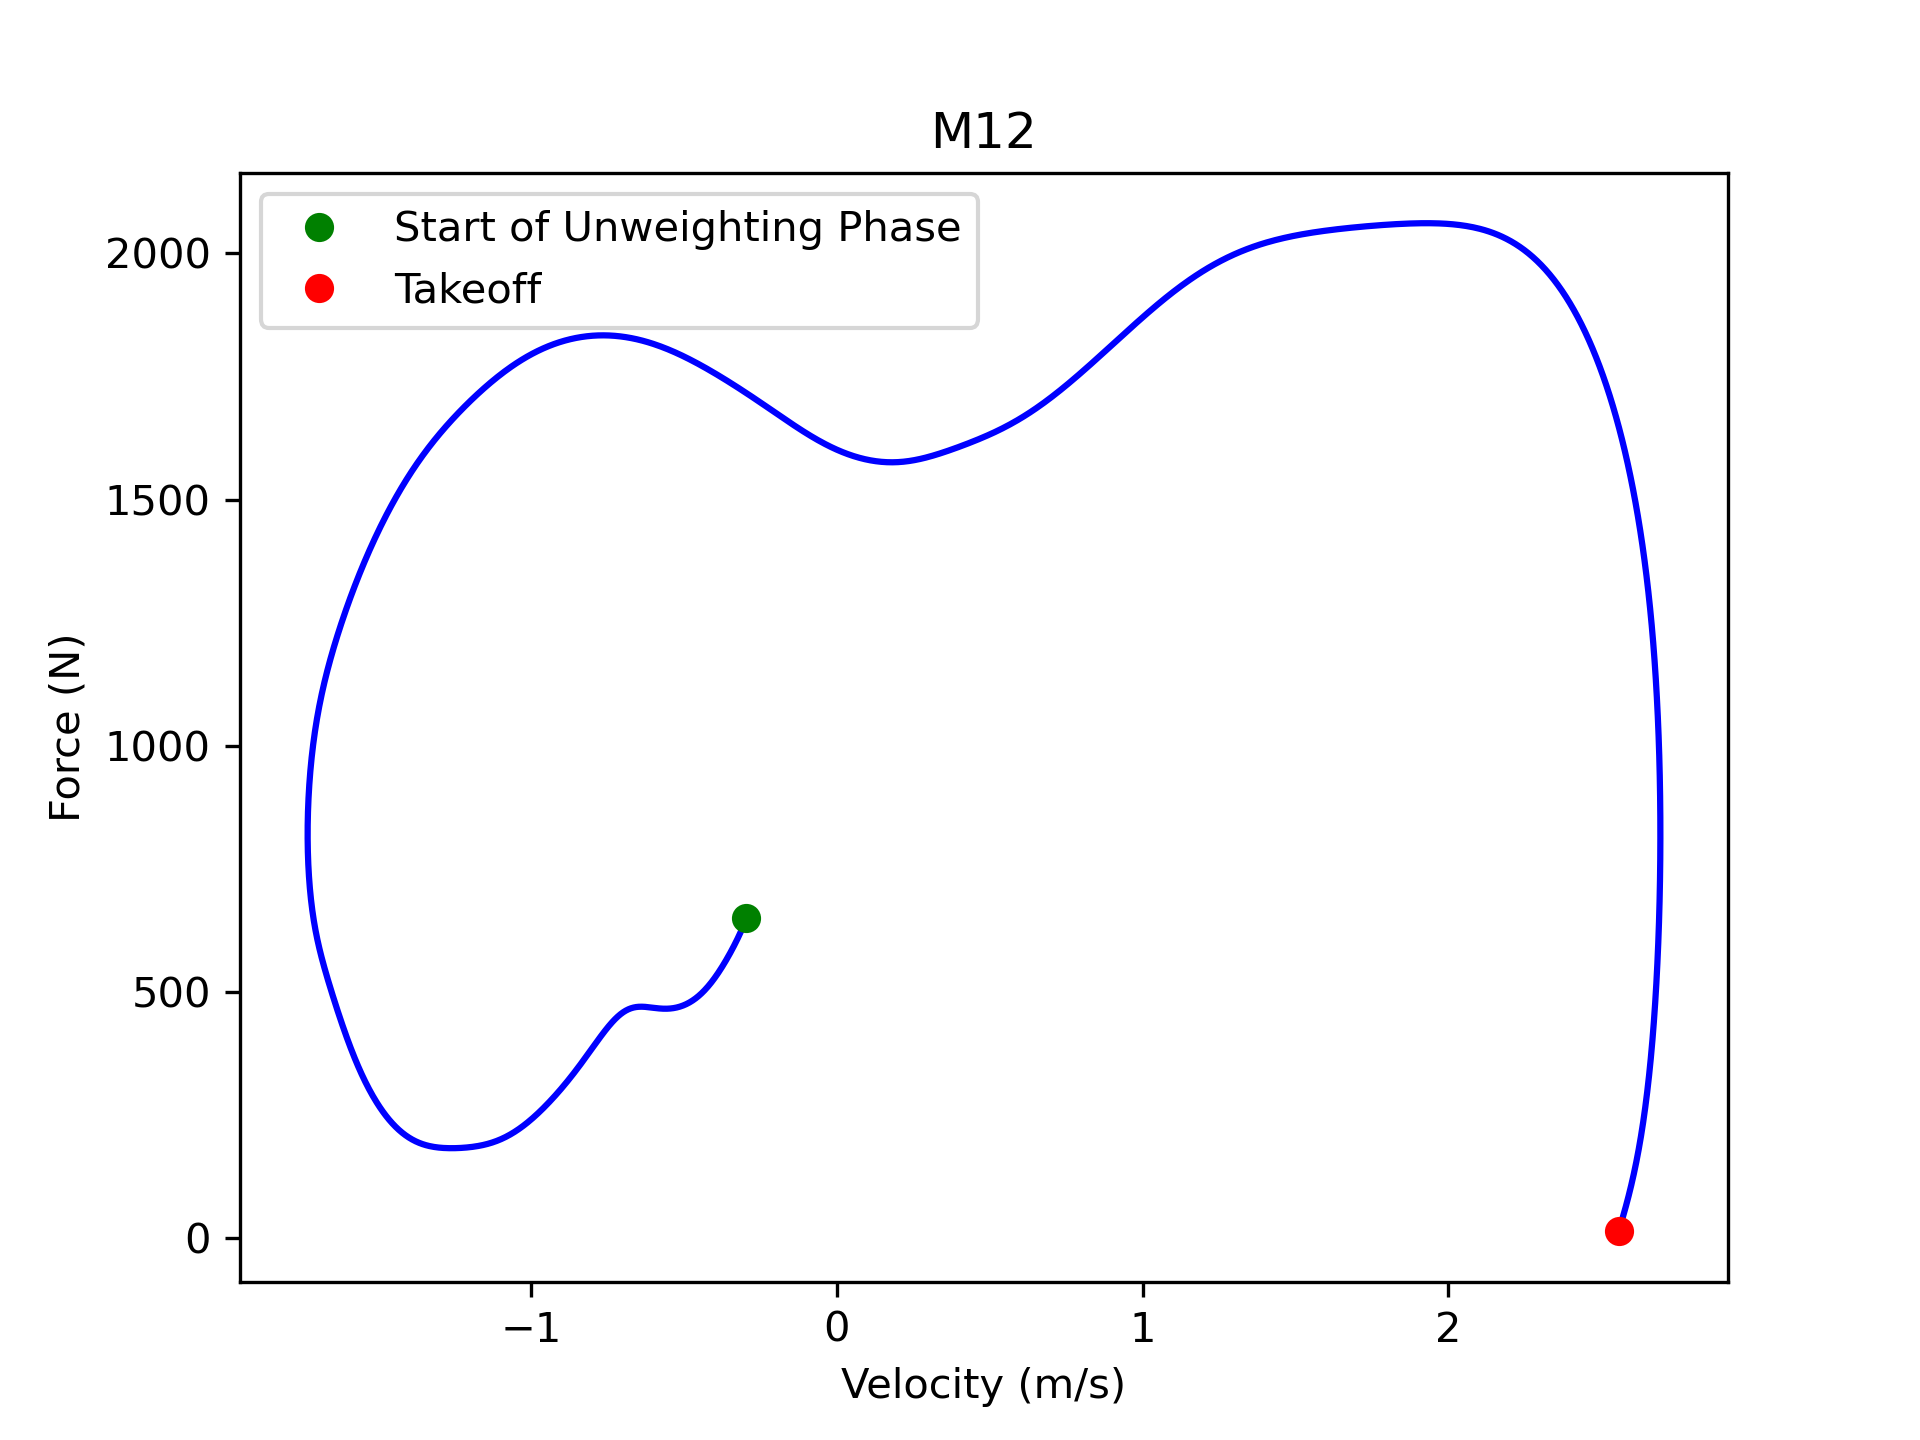 M12
Start of Unweighting Phase
Takeoff
2000
1500
1000
500
0
Force (N)
−1 0 1 2
Velocity (m/s)